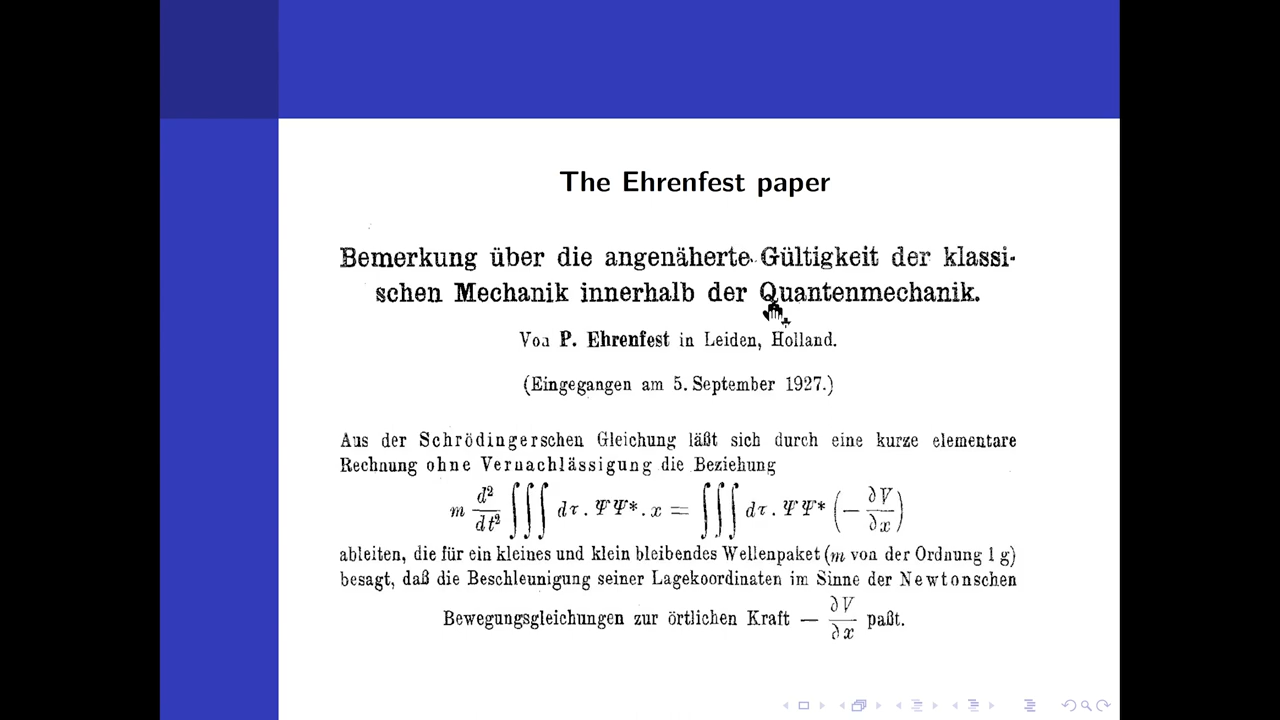 The Ehrenfest paper
Bemerkung über die angenäherte Gültigkeit der klassi-
schen Mechanik innerhalb der Quantenmechanik.
Von P. Ehrenfest in Leiden, Holland.
(Eingegangen am 5. September 1927.)
Aus der Schrödingerschen Gleichung läßt sich durch eine kurze elementare
Rechnung ohne Vernachlässigung die Beziehung
m d²/dt² ∭ dτ . ΨΨ* . x = ∭ dτ . ΨΨ* (− ∂V/∂x)
ableiten, die für ein kleines und klein bleibendes Wellenpaket (m von der Ordnung 1 g)
besagt, daß die Beschleunigung seiner Lagekoordinaten im Sinne der Newtonschen
Bewegungsgleichungen zur örtlichen Kraft − ∂V/∂x paßt.